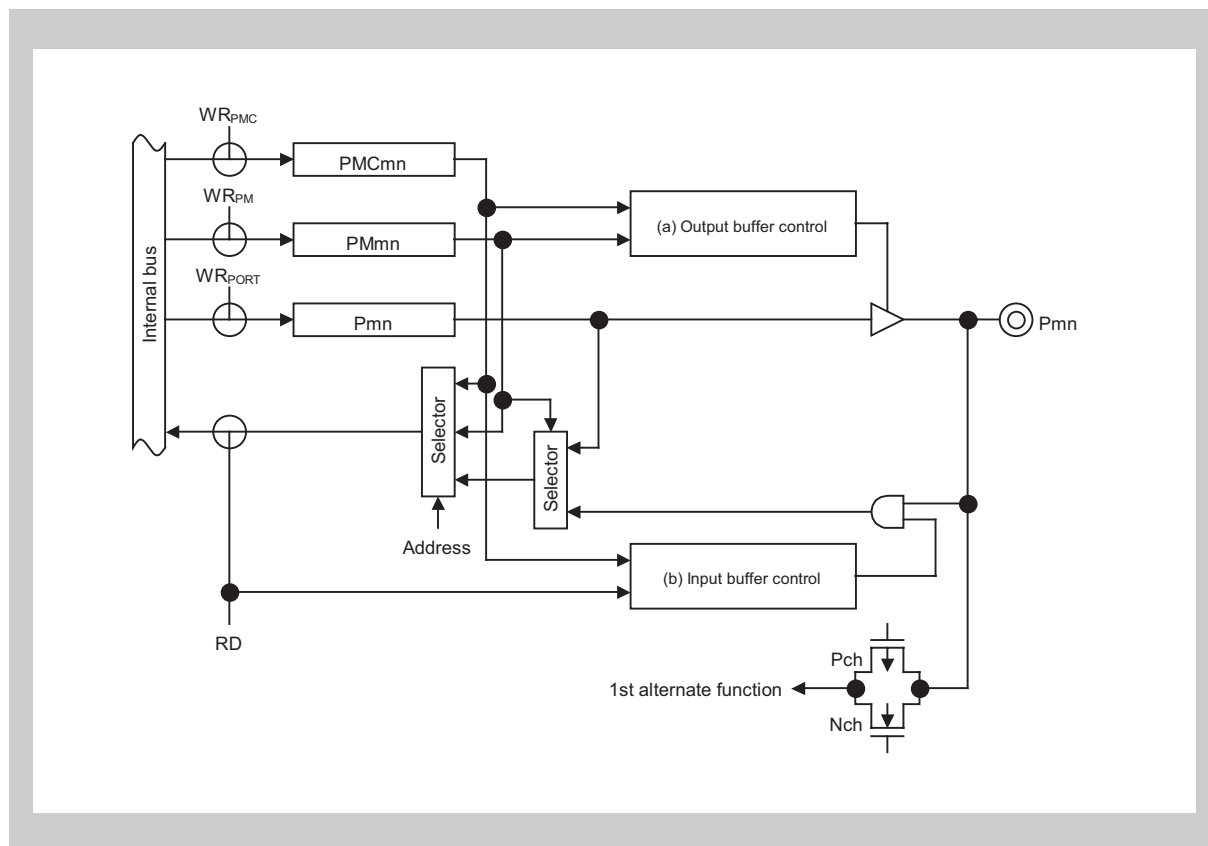 WRPMC
PMCmn
WRPM
(a) Output buffer control
PMmn
WRPORT
Internal bus
Pmn
Pmn
Selector
Selector
Address
(b) Input buffer control
RD
Pch
1st alternate function
Nch